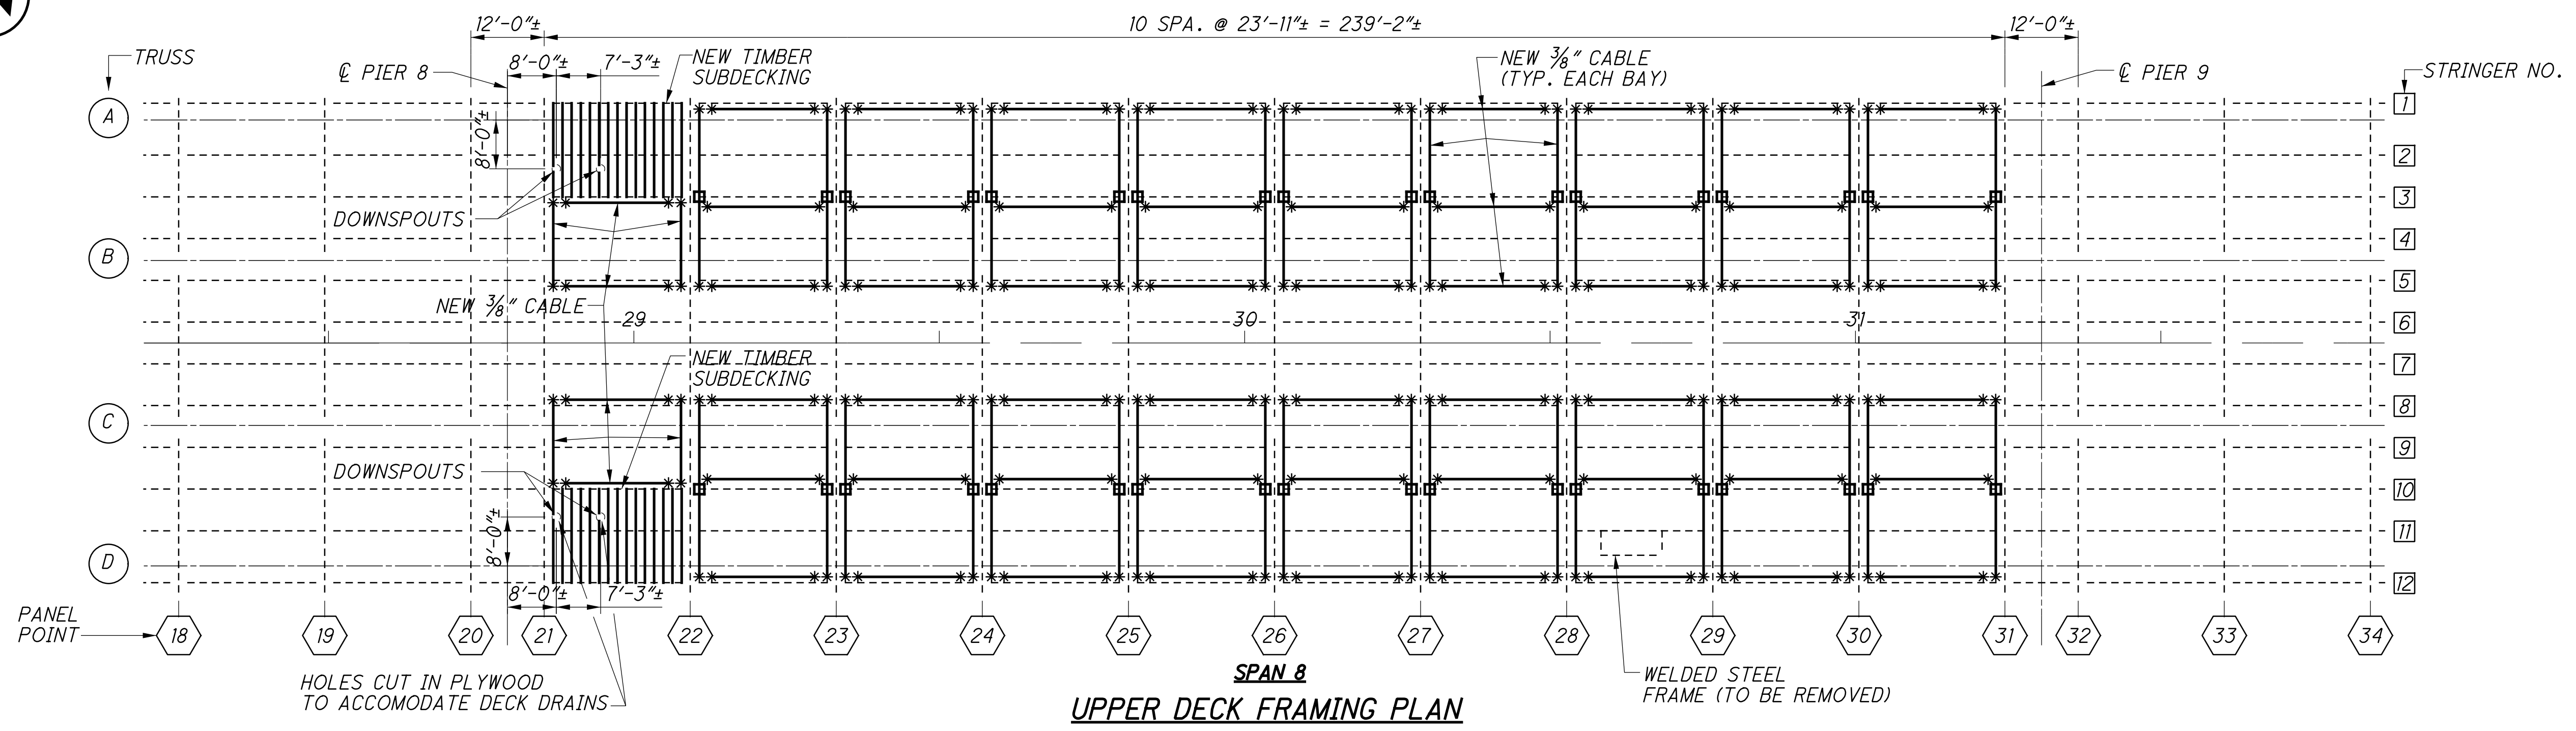 12'-0"±
10 SPA. @ 23'-11"± = 239'-2"±
12'-0"±
TRUSS
℄ PIER 8
8'-0"±
7'-3"±
NEW TIMBER
SUBDECKING
NEW 3/8" CABLE
(TYP. EACH BAY)
℄ PIER 9
STRINGER NO.
A
8'-0"±
1
2
DOWNSPOUTS
3
4
B
5
NEW 3/8" CABLE
29
30
31
6
NEW TIMBER
SUBDECKING
7
C
8
9
DOWNSPOUTS
10
8'-0"±
11
D
12
8'-0"±
7'-3"±
PANEL
POINT
18
19
20
21
22
23
24
25
26
27
28
29
30
31
32
33
34
HOLES CUT IN PLYWOOD
TO ACCOMODATE DECK DRAINS
SPAN 8
UPPER DECK FRAMING PLAN
WELDED STEEL
FRAME (TO BE REMOVED)